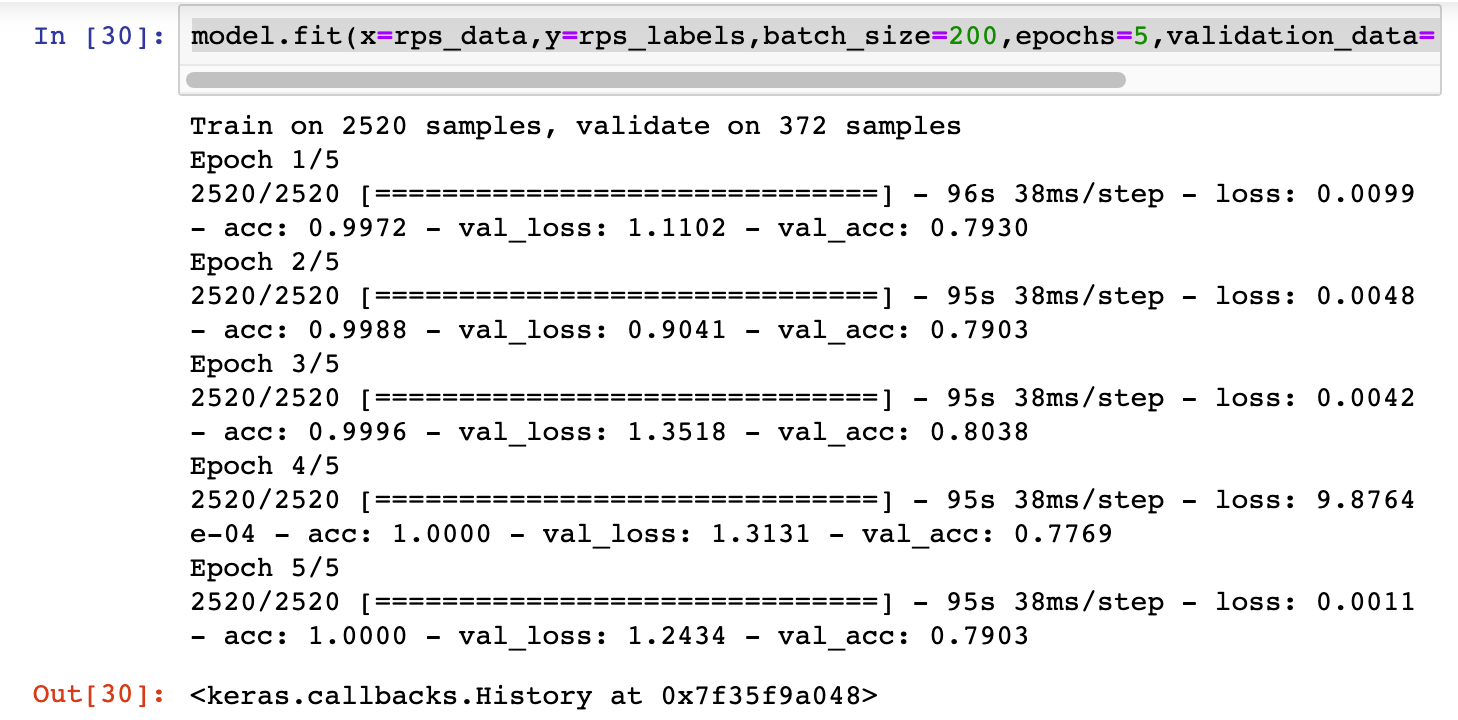 In [30]: model.fit(x=rps_data,y=rps_labels,batch_size=200,epochs=5,validation_data=
Train on 2520 samples, validate on 372 samples
Epoch 1/5
2520/2520 [==============================] - 96s 38ms/step - loss: 0.0099
- acc: 0.9972 - val_loss: 1.1102 - val_acc: 0.7930
Epoch 2/5
2520/2520 [==============================] - 95s 38ms/step - loss: 0.0048
- acc: 0.9988 - val_loss: 0.9041 - val_acc: 0.7903
Epoch 3/5
2520/2520 [==============================] - 95s 38ms/step - loss: 0.0042
- acc: 0.9996 - val_loss: 1.3518 - val_acc: 0.8038
Epoch 4/5
2520/2520 [==============================] - 95s 38ms/step - loss: 9.8764
e-04 - acc: 1.0000 - val_loss: 1.3131 - val_acc: 0.7769
Epoch 5/5
2520/2520 [==============================] - 95s 38ms/step - loss: 0.0011
- acc: 1.0000 - val_loss: 1.2434 - val_acc: 0.7903
Out[30]: <keras.callbacks.History at 0x7f35f9a048>